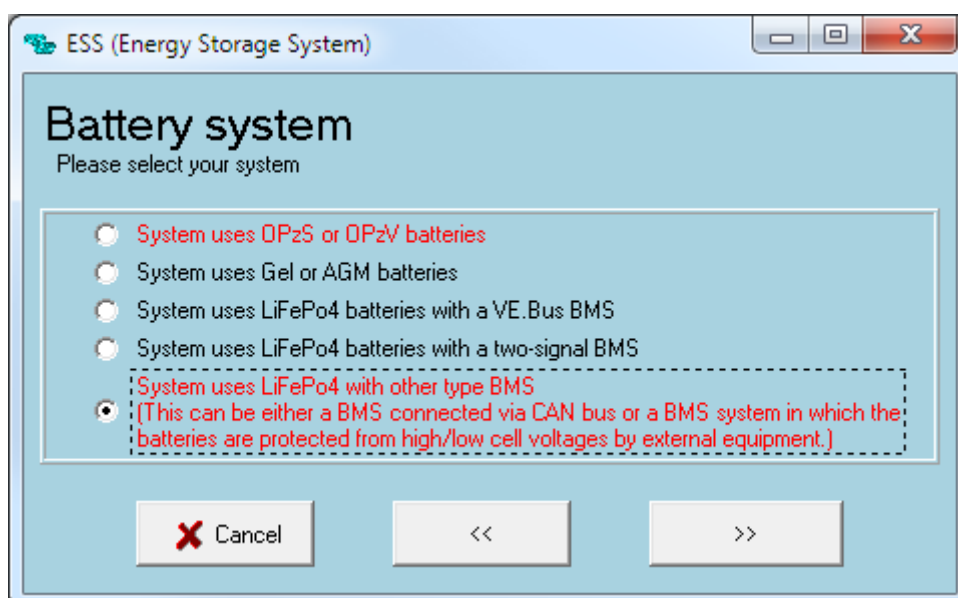 ESS (Energy Storage System)
Battery system
Please select your system
System uses OPzS or OPzV batteries
System uses Gel or AGM batteries
System uses LiFePo4 batteries with a VE.Bus BMS
System uses LiFePo4 batteries with a two-signal BMS
System uses LiFePo4 with other type BMS
(This can be either a BMS connected via CAN bus or a BMS system in which the
batteries are protected from high/low cell voltages by external equipment.)
Cancel
<<
>>